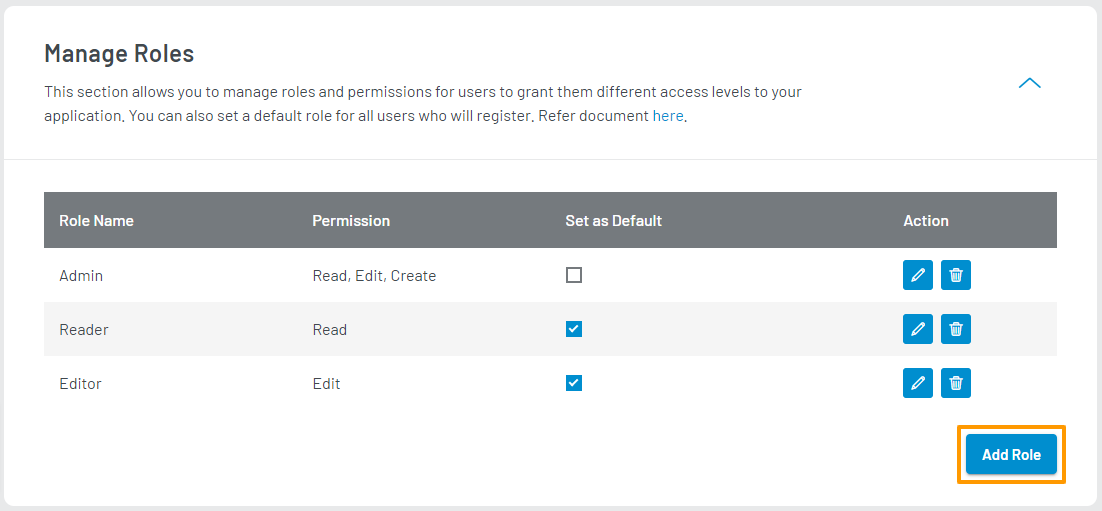 Manage Roles
This section allows you to manage roles and permissions for users to grant them different access levels to your
application. You can also set a default role for all users who will register. Refer document here.
Role Name Permission Set as Default Action
Admin Read, Edit, Create
Reader Read
Editor Edit
Add Role